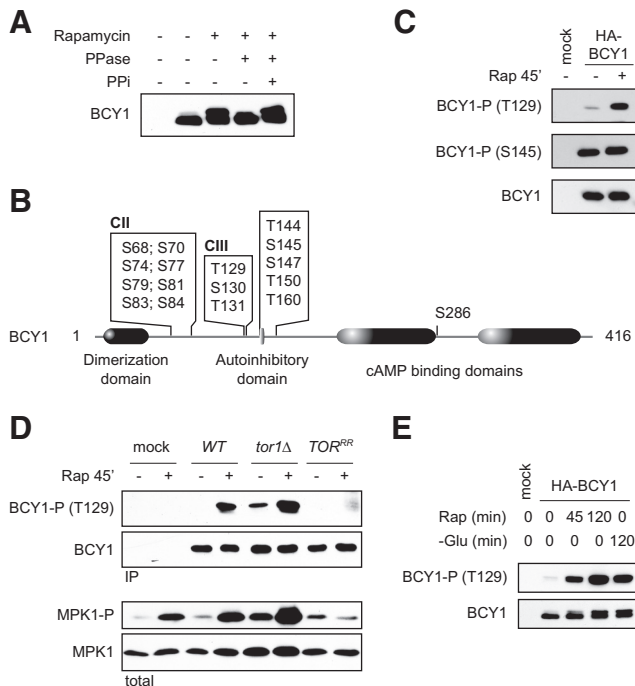 A
Rapamycin - - + + +
PPase - - - + +
PPi - - - - +
BCY1
B
CII
S68; S70
S74; S77
S79; S81
S83; S84
CIII
T129
S130
T131
T144
S145
S147
T150
T160
S286
BCY1 1 416
Dimerization domain
Autoinhibitory domain
cAMP binding domains
C
mock HA-BCY1
Rap 45’ - - +
BCY1-P (T129)
BCY1-P (S145)
BCY1
D
mock WT tor1Δ TOR^RR
Rap 45’ - + - + - + - +
BCY1-P (T129)
BCY1
IP
MPK1-P
MPK1
total
E
mock HA-BCY1
Rap (min) 0 0 45 120 0
-Glu (min) 0 0 0 0 120
BCY1-P (T129)
BCY1